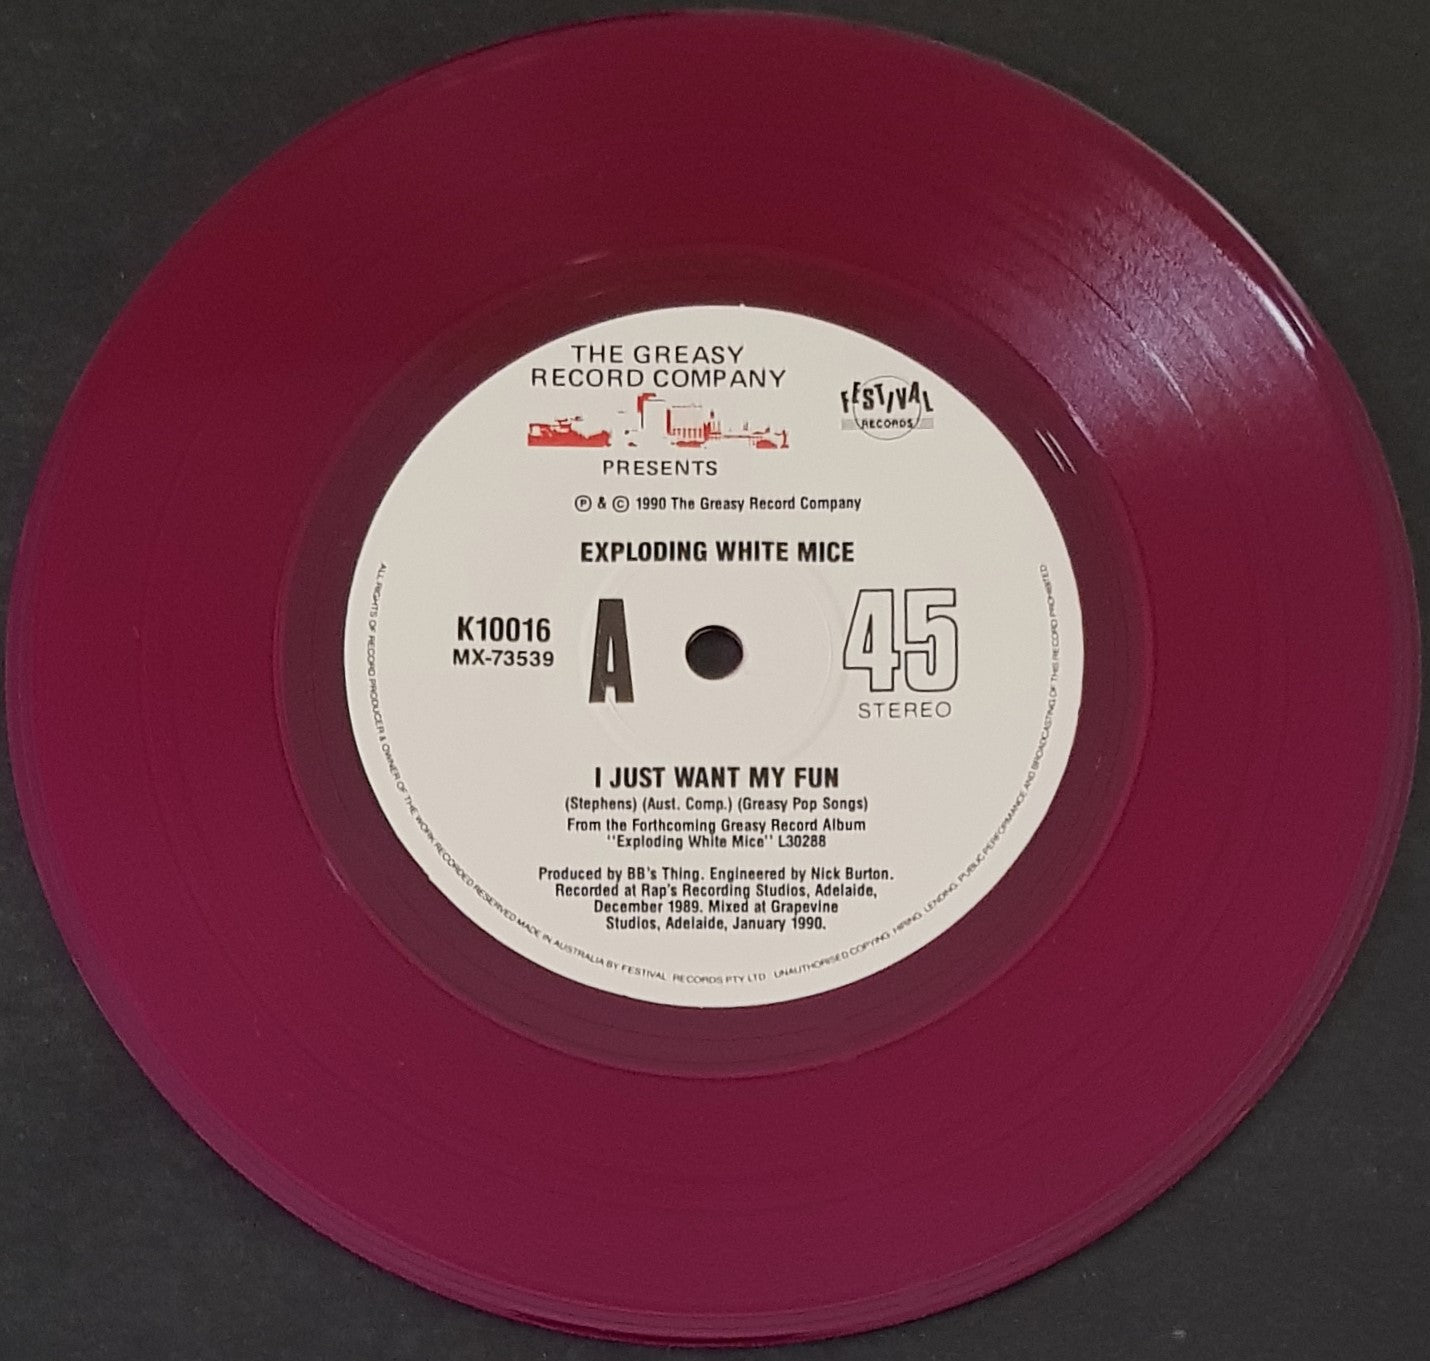 THE GREASY
RECORD COMPANY
FESTIVAL
RECORDS
PRESENTS
Ⓟ & © 1990 The Greasy Record Company
EXPLODING WHITE MICE
K10016
MX-73539
A
45
STEREO
I JUST WANT MY FUN
(Stephens) (Aust. Comp.) (Greasy Pop Songs)
From the Forthcoming Greasy Record Album
"Exploding White Mice" L30288
Produced by BB's Thing. Engineered by Nick Burton.
Recorded at Rap's Recording Studios, Adelaide,
December 1989. Mixed at Grapevine
Studios, Adelaide, January 1990.
ALL RIGHTS OF RECORD PRODUCER & OWNER OF THE WORK RECORDED RESERVED MADE IN AUSTRALIA BY FESTIVAL RECORDS PTY LTD UNAUTHORISED COPYING, HIRING, LENDING, PUBLIC PERFORMANCE AND BROADCASTING OF THIS RECORD PROHIBITED